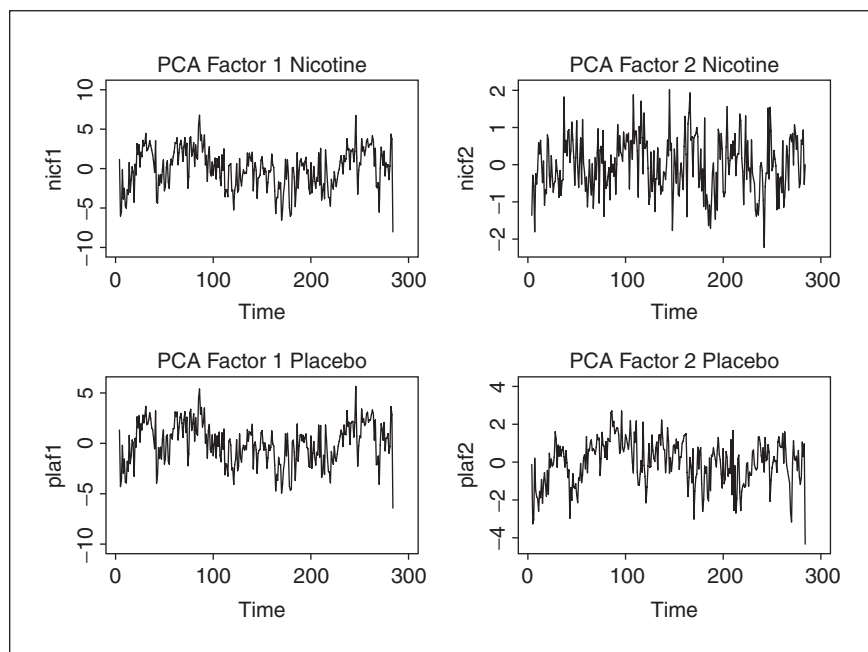 PCA Factor 1 Nicotine
nicf1
10
5
0
−5
−10
0 100 200 300
Time
PCA Factor 2 Nicotine
nicf2
2
1
0
−1
−2
0 100 200 300
Time
PCA Factor 1 Placebo
plaf1
5
0
−5
−10
0 100 200 300
Time
PCA Factor 2 Placebo
plaf2
4
2
0
−2
−4
0 100 200 300
Time